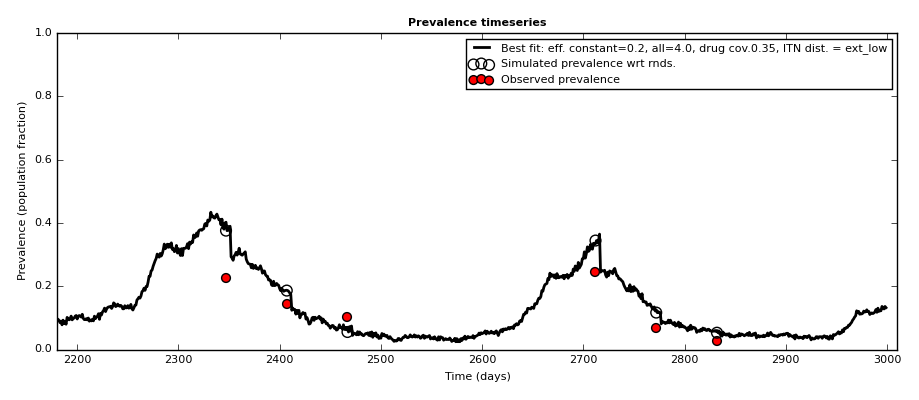 Prevalence timeseries
1.0
0.8
0.6
0.4
0.2
0.0
Prevalence (population fraction)
Best fit: eff. constant=0.2, all=4.0, drug cov.0.35, ITN dist. = ext_low
Simulated prevalence wrt rnds.
Observed prevalence
2200 2300 2400 2500 2600 2700 2800 2900 3000
Time (days)